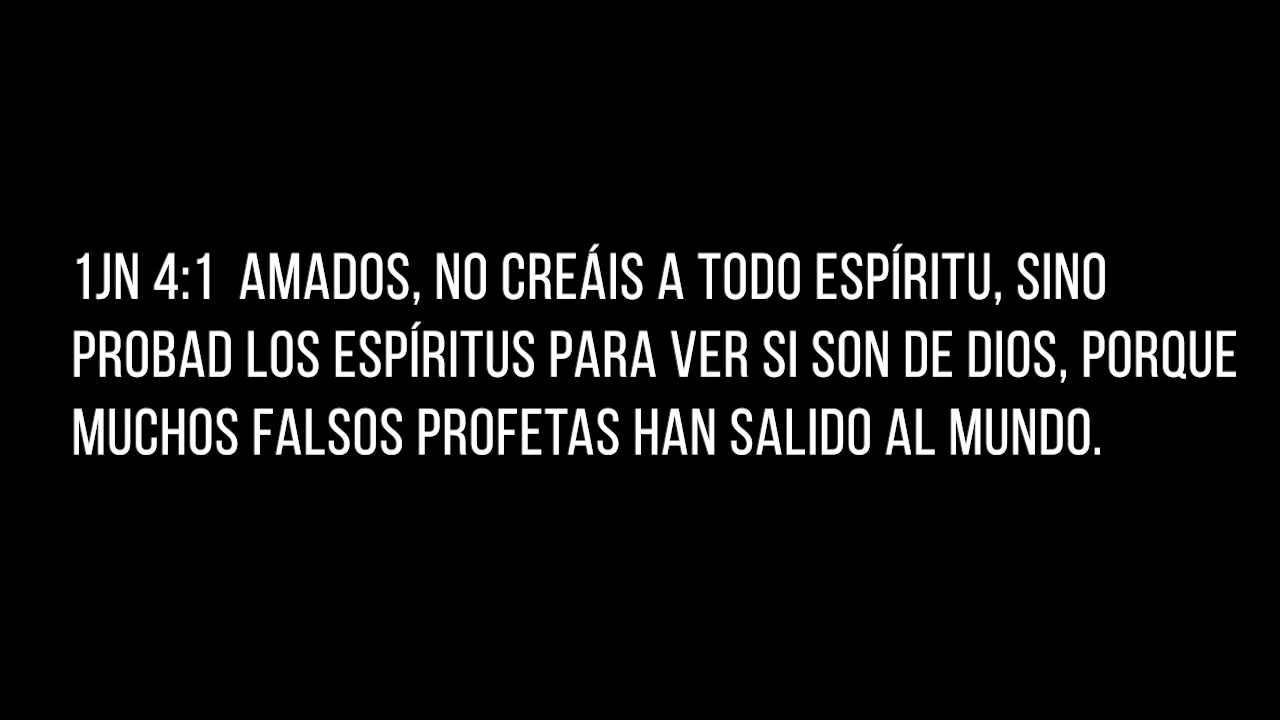 1JN 4:1  AMADOS, NO CREÁIS A TODO ESPÍRITU, SINO
PROBAD LOS ESPÍRITUS PARA VER SI SON DE DIOS, PORQUE
MUCHOS FALSOS PROFETAS HAN SALIDO AL MUNDO.